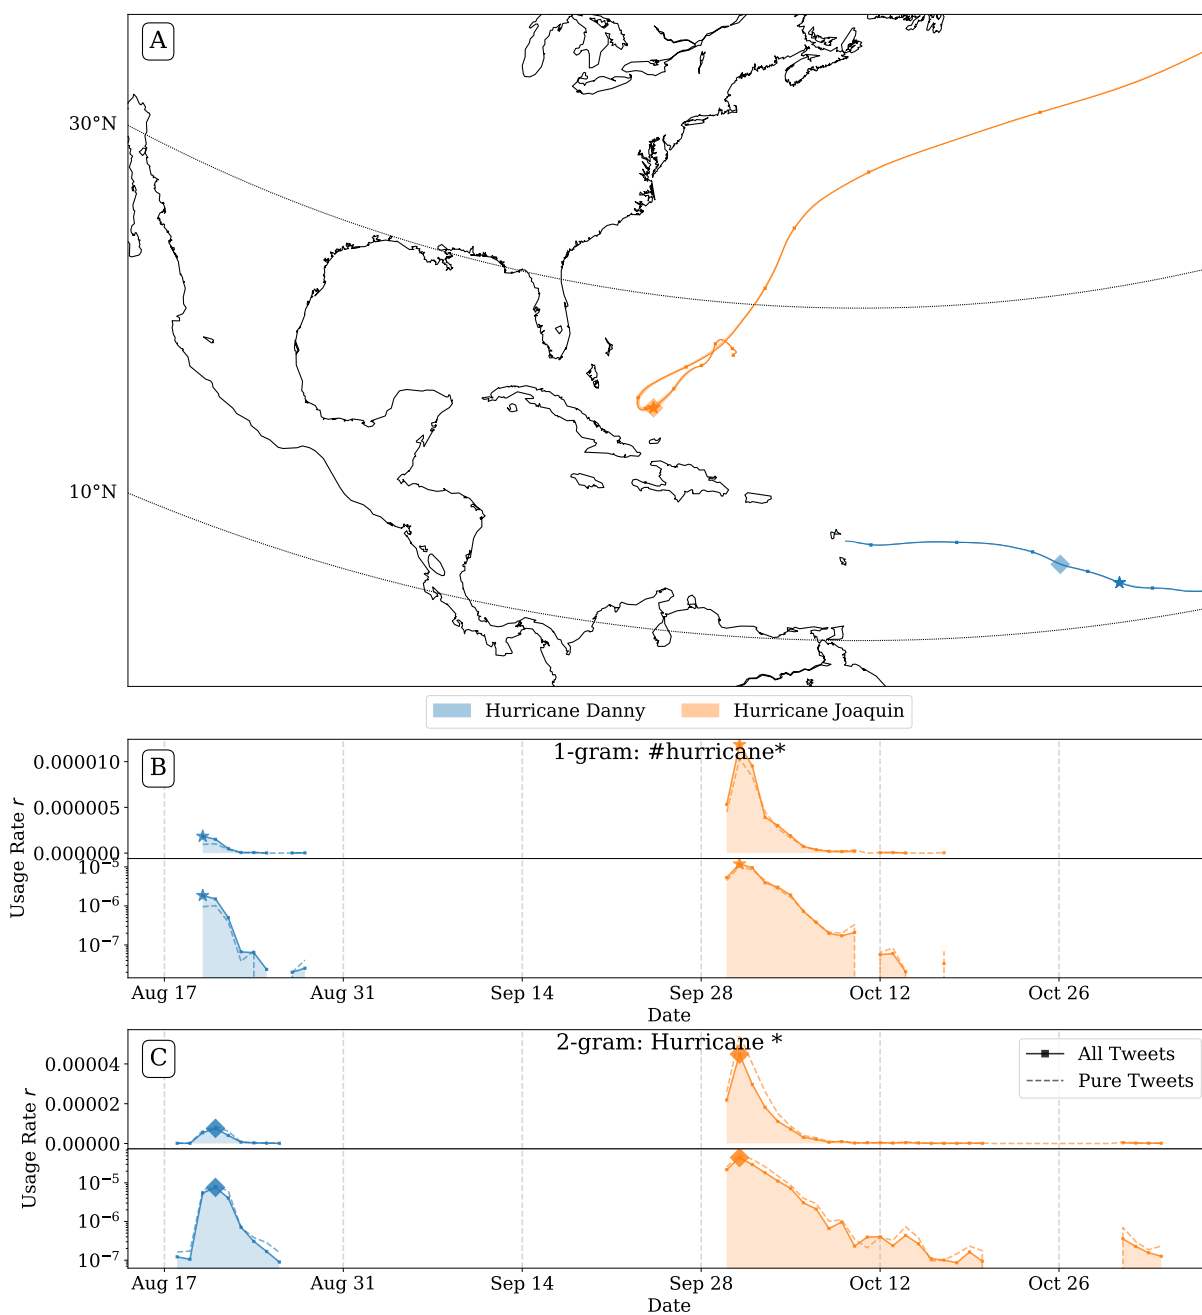 A
30°N
10°N
Hurricane Danny
Hurricane Joaquin
B
1-gram: #hurricane*
0.000010
0.000005
0.000000
Usage Rate r
10⁻⁵
10⁻⁶
10⁻⁷
Aug 17 Aug 31 Sep 14 Sep 28 Oct 12 Oct 26
Date
C
2-gram: Hurricane *
All Tweets
Pure Tweets
0.00004
0.00002
0.00000
Usage Rate r
10⁻⁵
10⁻⁶
10⁻⁷
Aug 17 Aug 31 Sep 14 Sep 28 Oct 12 Oct 26
Date